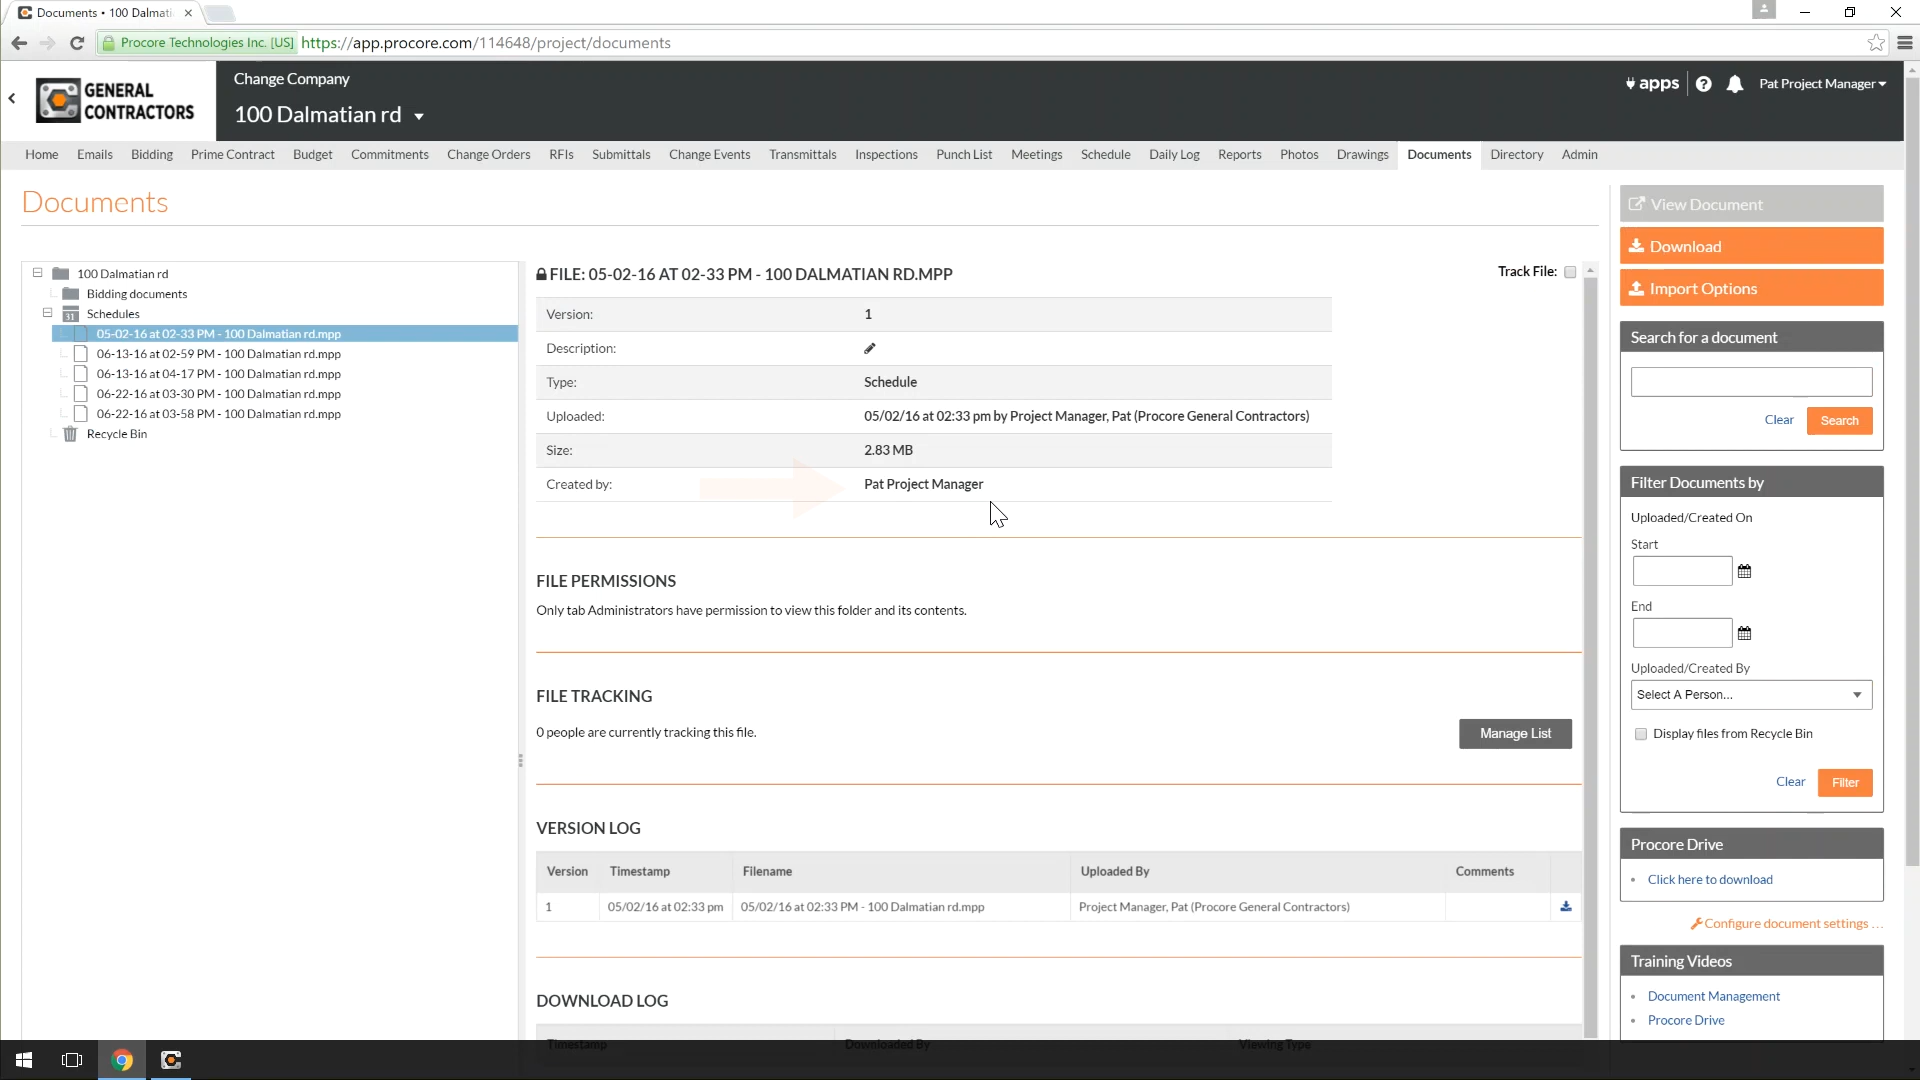 Documents • 100 Dalmati
Procore Technologies Inc. [US] https://app.procore.com/114648/project/documents
GENERAL CONTRACTORS
Change Company
100 Dalmatian rd
apps
Pat Project Manager
Home Emails Bidding Prime Contract Budget Commitments Change Orders RFIs Submittals Change Events Transmittals Inspections Punch List Meetings Schedule Daily Log Reports Photos Drawings Documents Directory Admin
Documents
100 Dalmatian rd
Bidding documents
31 Schedules
05-02-16 at 02-33 PM - 100 Dalmatian rd.mpp
06-13-16 at 02-59 PM - 100 Dalmatian rd.mpp
06-13-16 at 04-17 PM - 100 Dalmatian rd.mpp
06-22-16 at 03-30 PM - 100 Dalmatian rd.mpp
06-22-16 at 03-58 PM - 100 Dalmatian rd.mpp
Recycle Bin
FILE: 05-02-16 AT 02-33 PM - 100 DALMATIAN RD.MPP
Track File:
Version: 1
Description:
Type: Schedule
Uploaded: 05/02/16 at 02:33 pm by Project Manager, Pat (Procore General Contractors)
Size: 2.83 MB
Created by: Pat Project Manager
FILE PERMISSIONS
Only tab Administrators have permission to view this folder and its contents.
FILE TRACKING
0 people are currently tracking this file.
Manage List
VERSION LOG
Version Timestamp Filename Uploaded By Comments
1 05/02/16 at 02:33 pm 05/02/16 at 02:33 PM - 100 Dalmatian rd.mpp Project Manager, Pat (Procore General Contractors)
DOWNLOAD LOG
Timestamp Downloaded By Viewing Type
View Document
Download
Import Options
Search for a document
Clear Search
Filter Documents by
Uploaded/Created On
Start
End
Uploaded/Created By
Select A Person...
Display files from Recycle Bin
Clear Filter
Procore Drive
Click here to download
Configure document settings ...
Training Videos
Document Management
Procore Drive